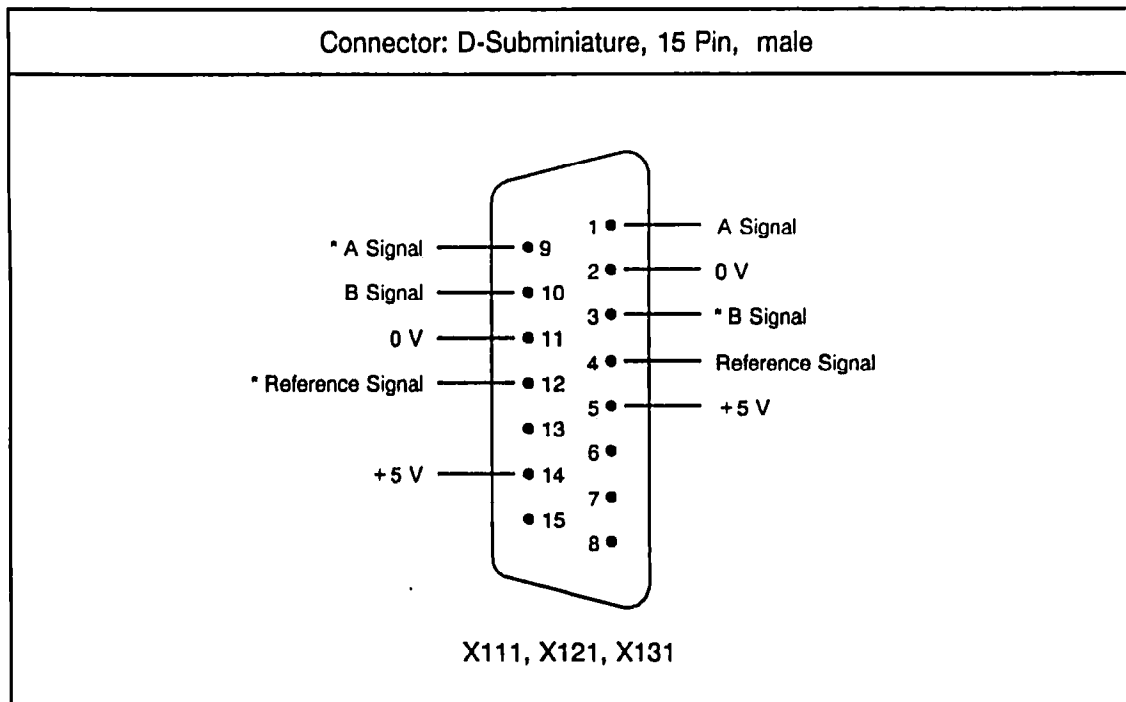 Connector: D-Subminiature, 15 Pin, male
1 A Signal
* A Signal 9
2 0 V
B Signal 10
3 * B Signal
0 V 11
4 Reference Signal
* Reference Signal 12
5 +5 V
13
6
+5 V 14
7
15
8
X111, X121, X131